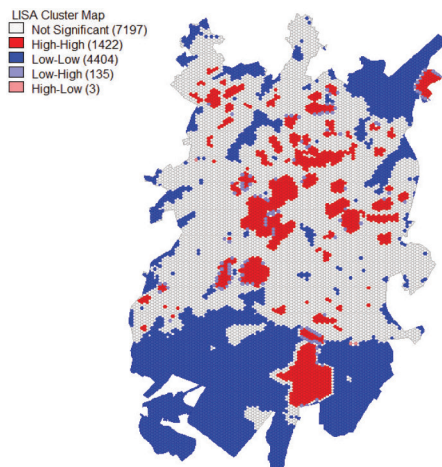 LISA Cluster Map
Not Significant (7197)
High-High (1422)
Low-Low (4404)
Low-High (135)
High-Low (3)